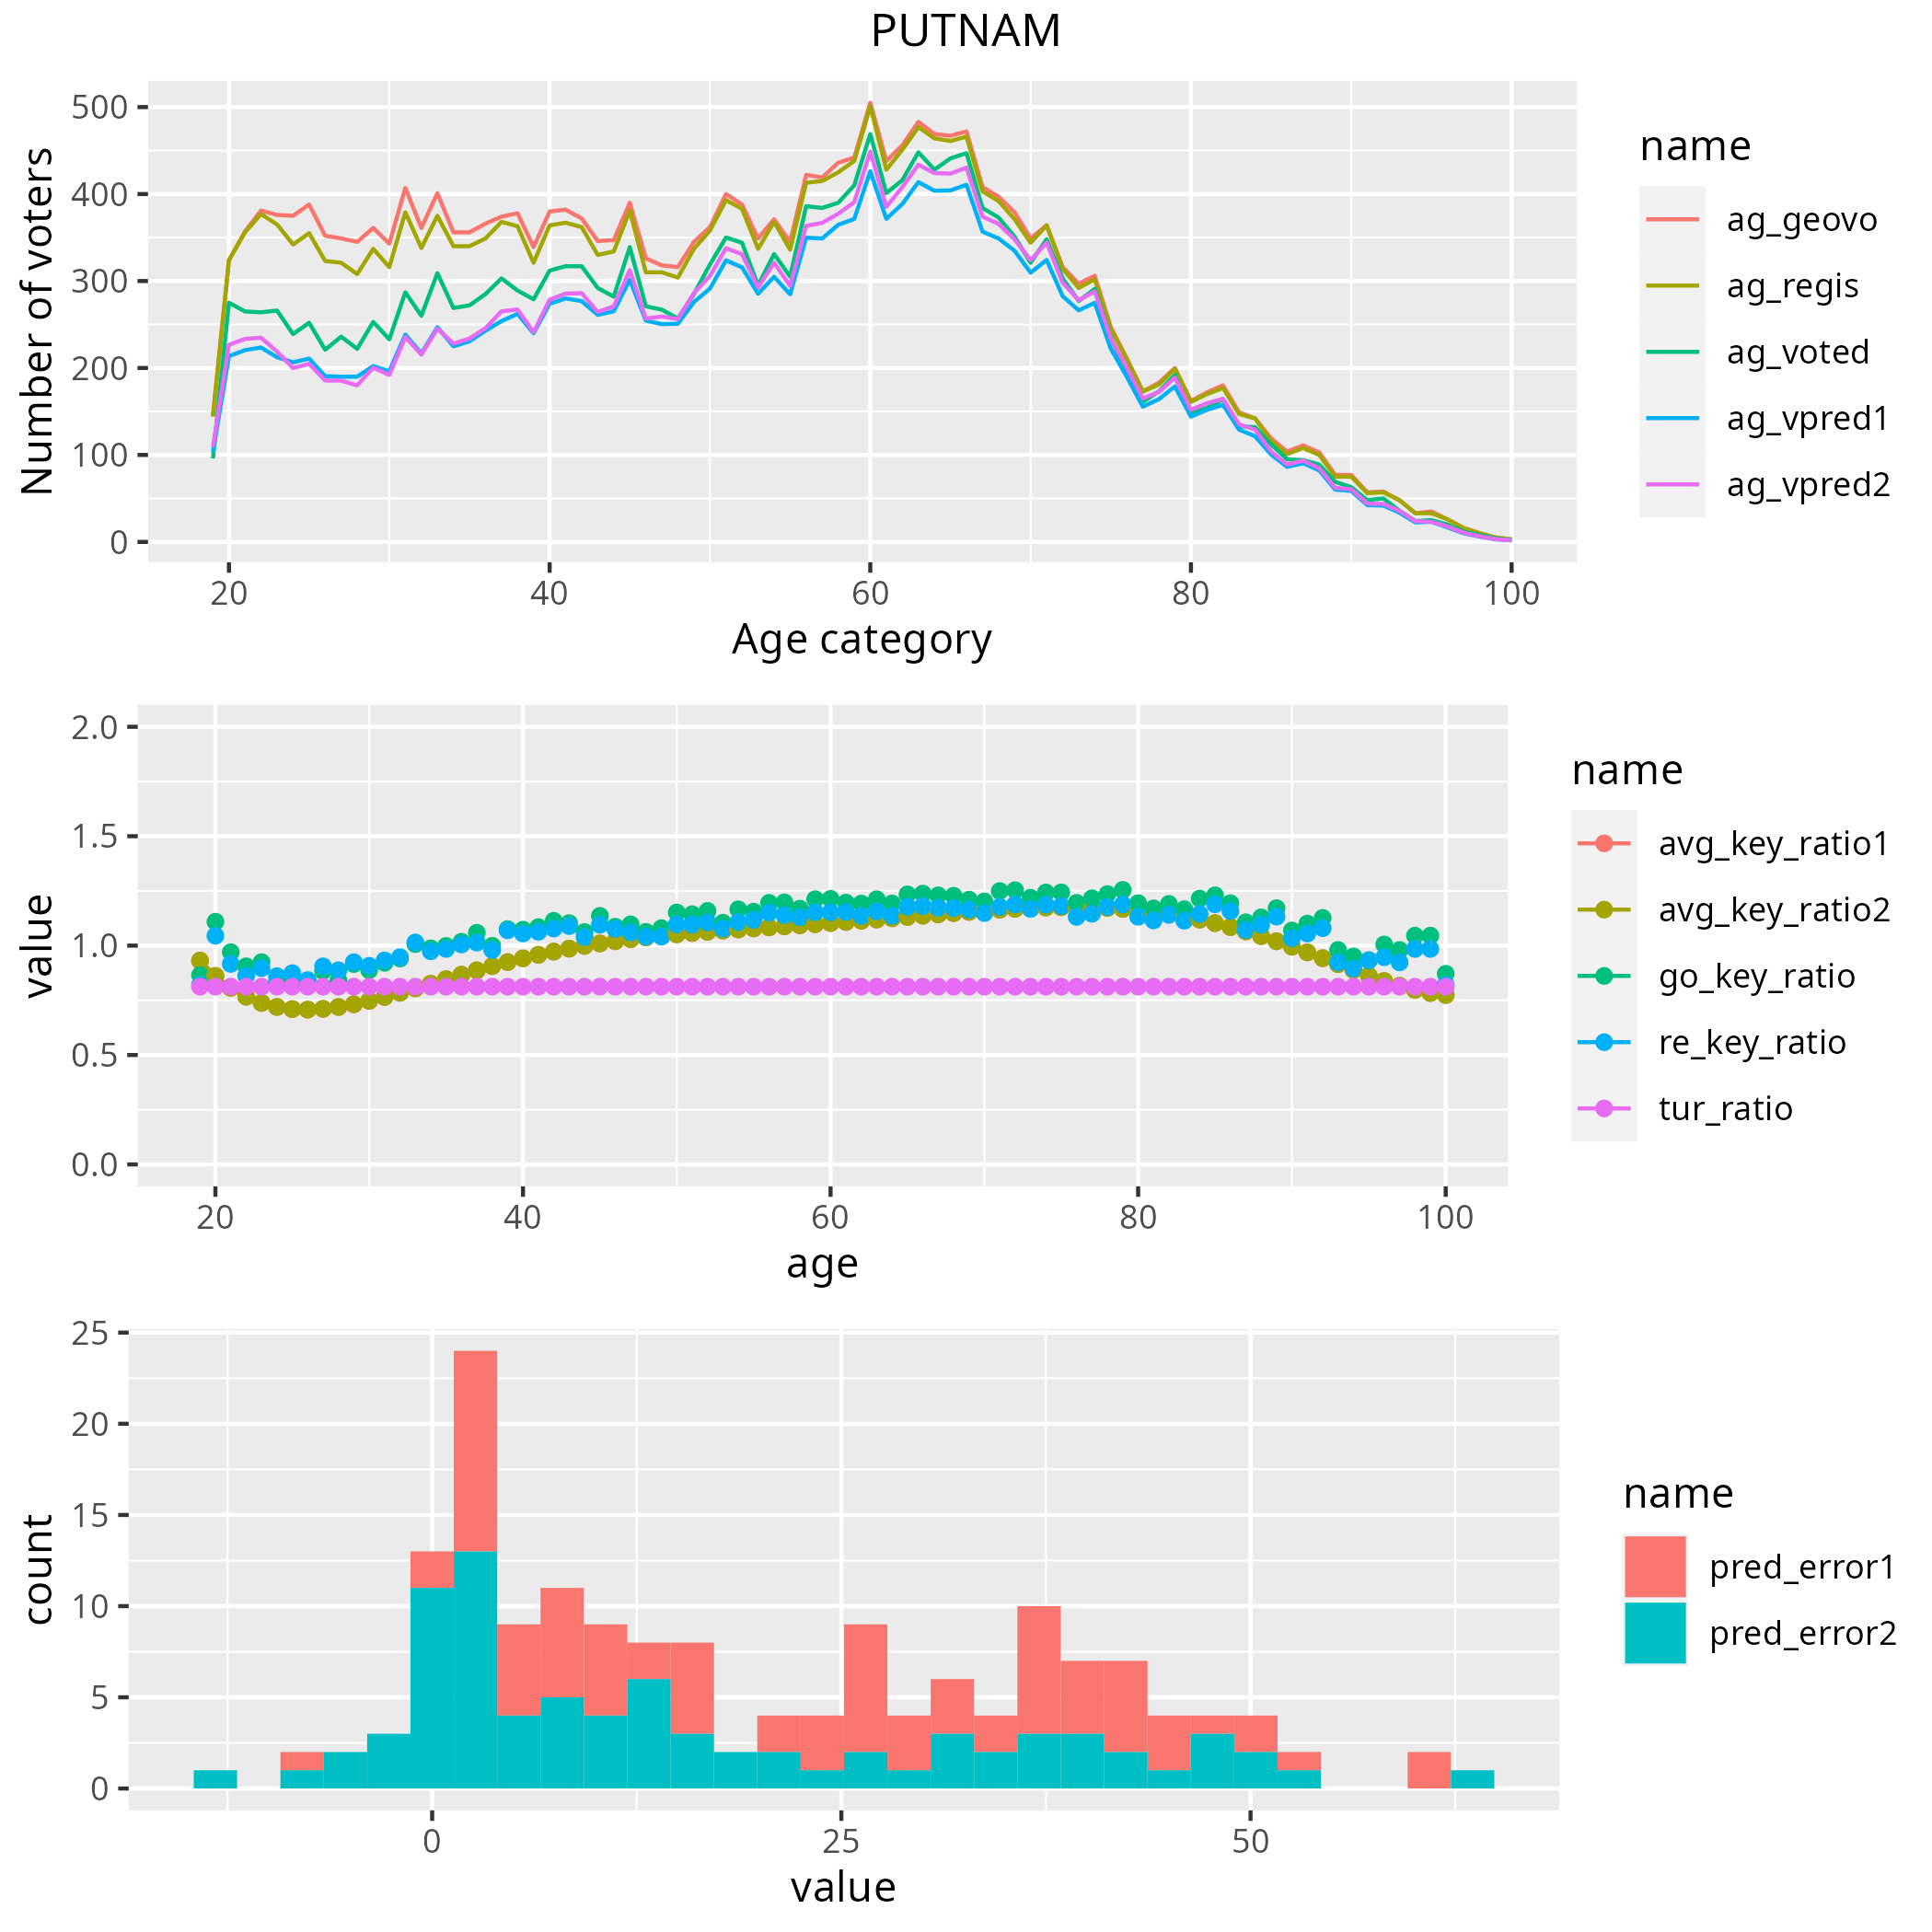 PUTNAM
Number of voters
500
400
300
200
100
0
20 40 60 80 100
Age category
name
ag_geovo
ag_regis
ag_voted
ag_vpred1
ag_vpred2
value
2.0
1.5
1.0
0.5
0.0
20 40 60 80 100
age
name
avg_key_ratio1
avg_key_ratio2
go_key_ratio
re_key_ratio
tur_ratio
count
25
20
15
10
5
0
0 25 50
value
name
pred_error1
pred_error2